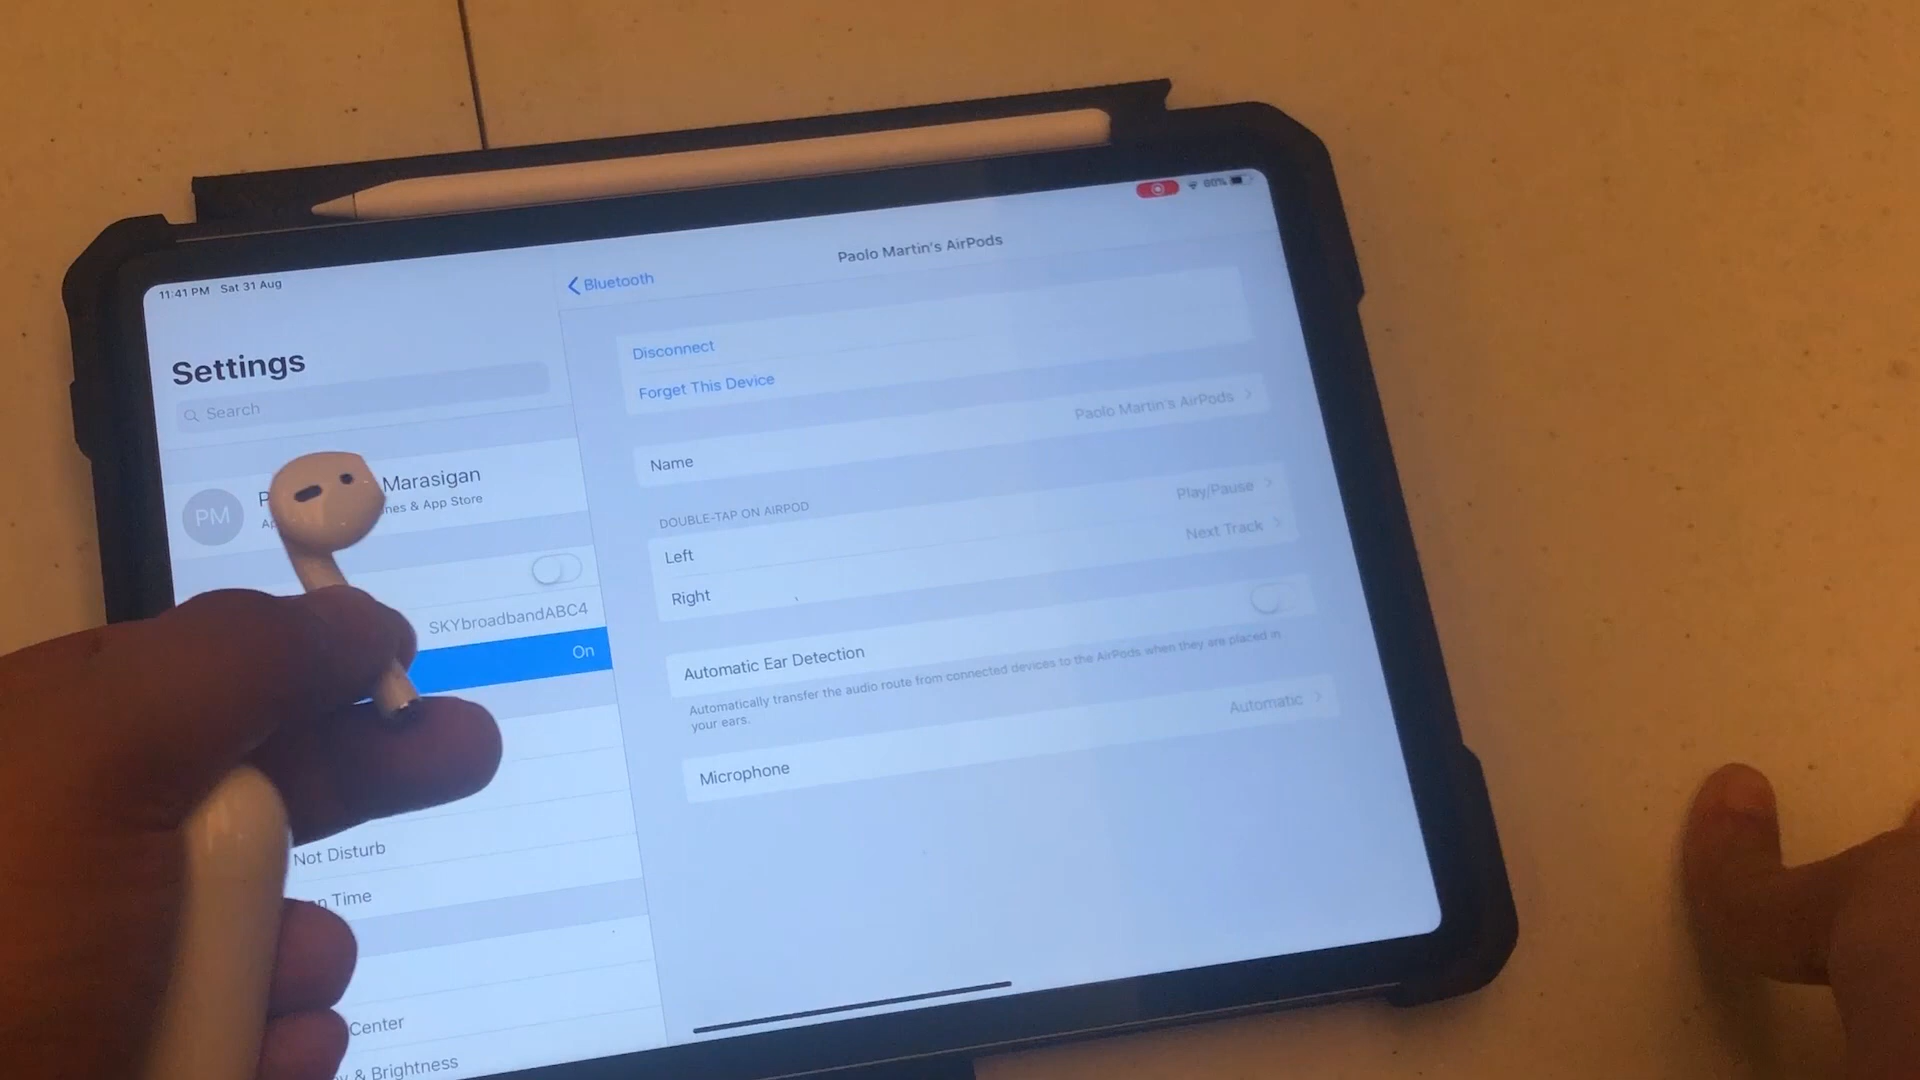 11:41 PM Sat 31 Aug
80%
Settings
Search
PM
Marasigan
& App Store
SKYbroadbandABC4
On
Not Disturb
Time
Center
& Brightness
Bluetooth
Paolo Martin's AirPods
Disconnect
Forget This Device
Name Paolo Martin's AirPods
DOUBLE-TAP ON AIRPOD
Left Play/Pause
Right Next Track
Automatic Ear Detection
Automatically transfer the audio route from connected devices to the AirPods when they are placed in
your ears.
Microphone Automatic